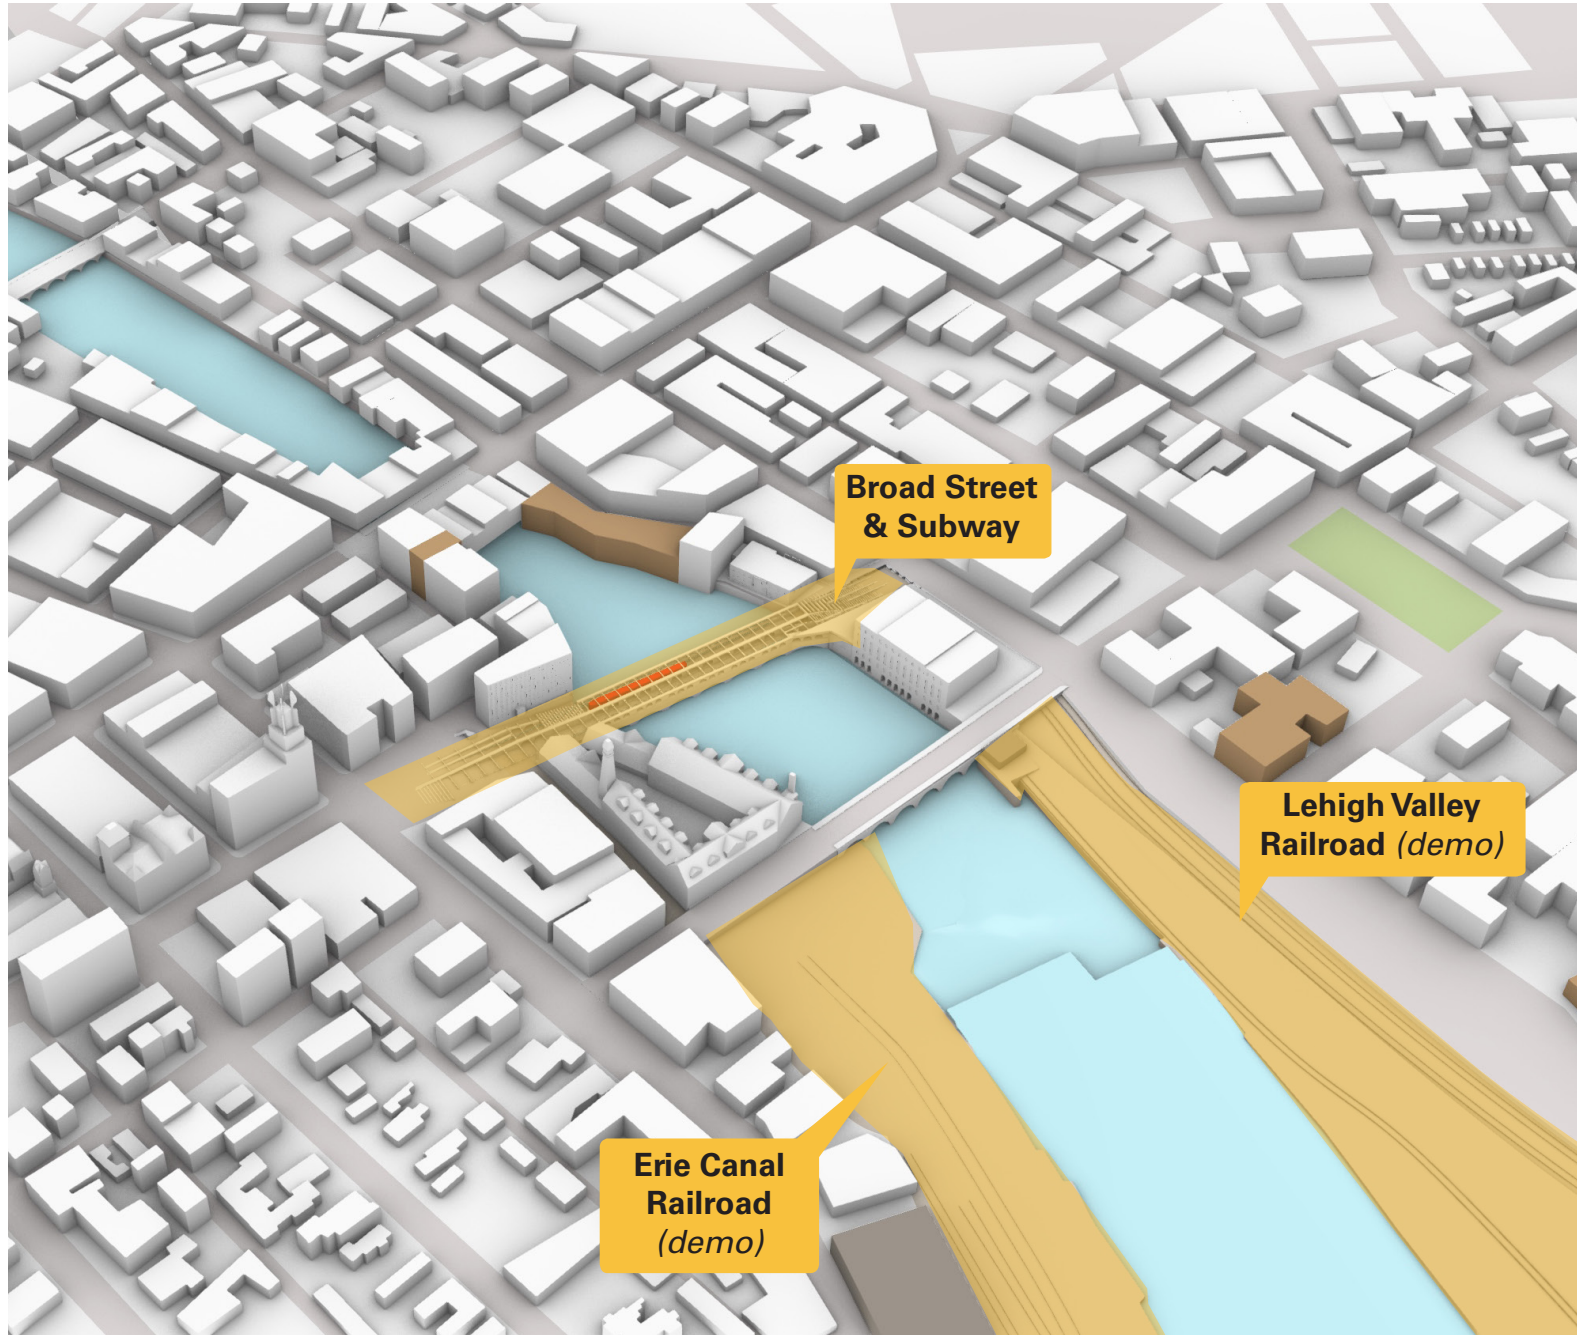 Broad Street
& Subway
Lehigh Valley
Railroad (demo)
Erie Canal
Railroad
(demo)